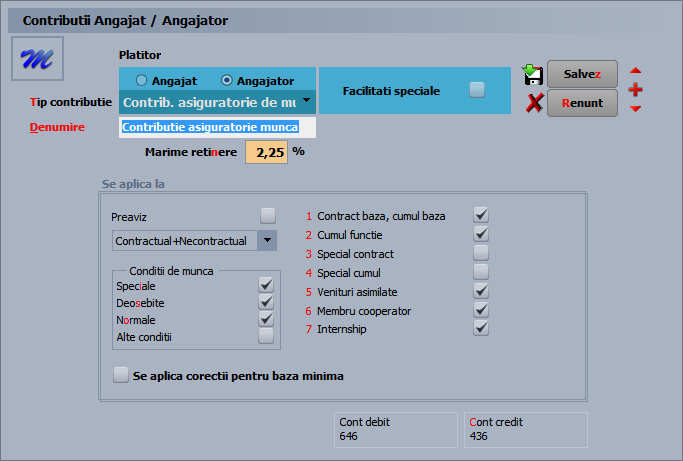 Contributii Angajat / Angajator
M
Platitor
Angajat Angajator
Tip contributie Contrib. asiguratorie de mu
Facilitati speciale
Salvez
Renunt
Denumire Contributie asiguratorie munca
Marime retinere 2,25 %
Se aplica la
Preaviz
Contractual+Necontractual
Conditii de munca
Speciale
Deosebite
Normale
Alte conditii
1 Contract baza, cumul baza
2 Cumul functie
3 Special contract
4 Special cumul
5 Venituri asimilate
6 Membru cooperator
7 Internship
Se aplica corectii pentru baza minima
Cont debit
646
Cont credit
436